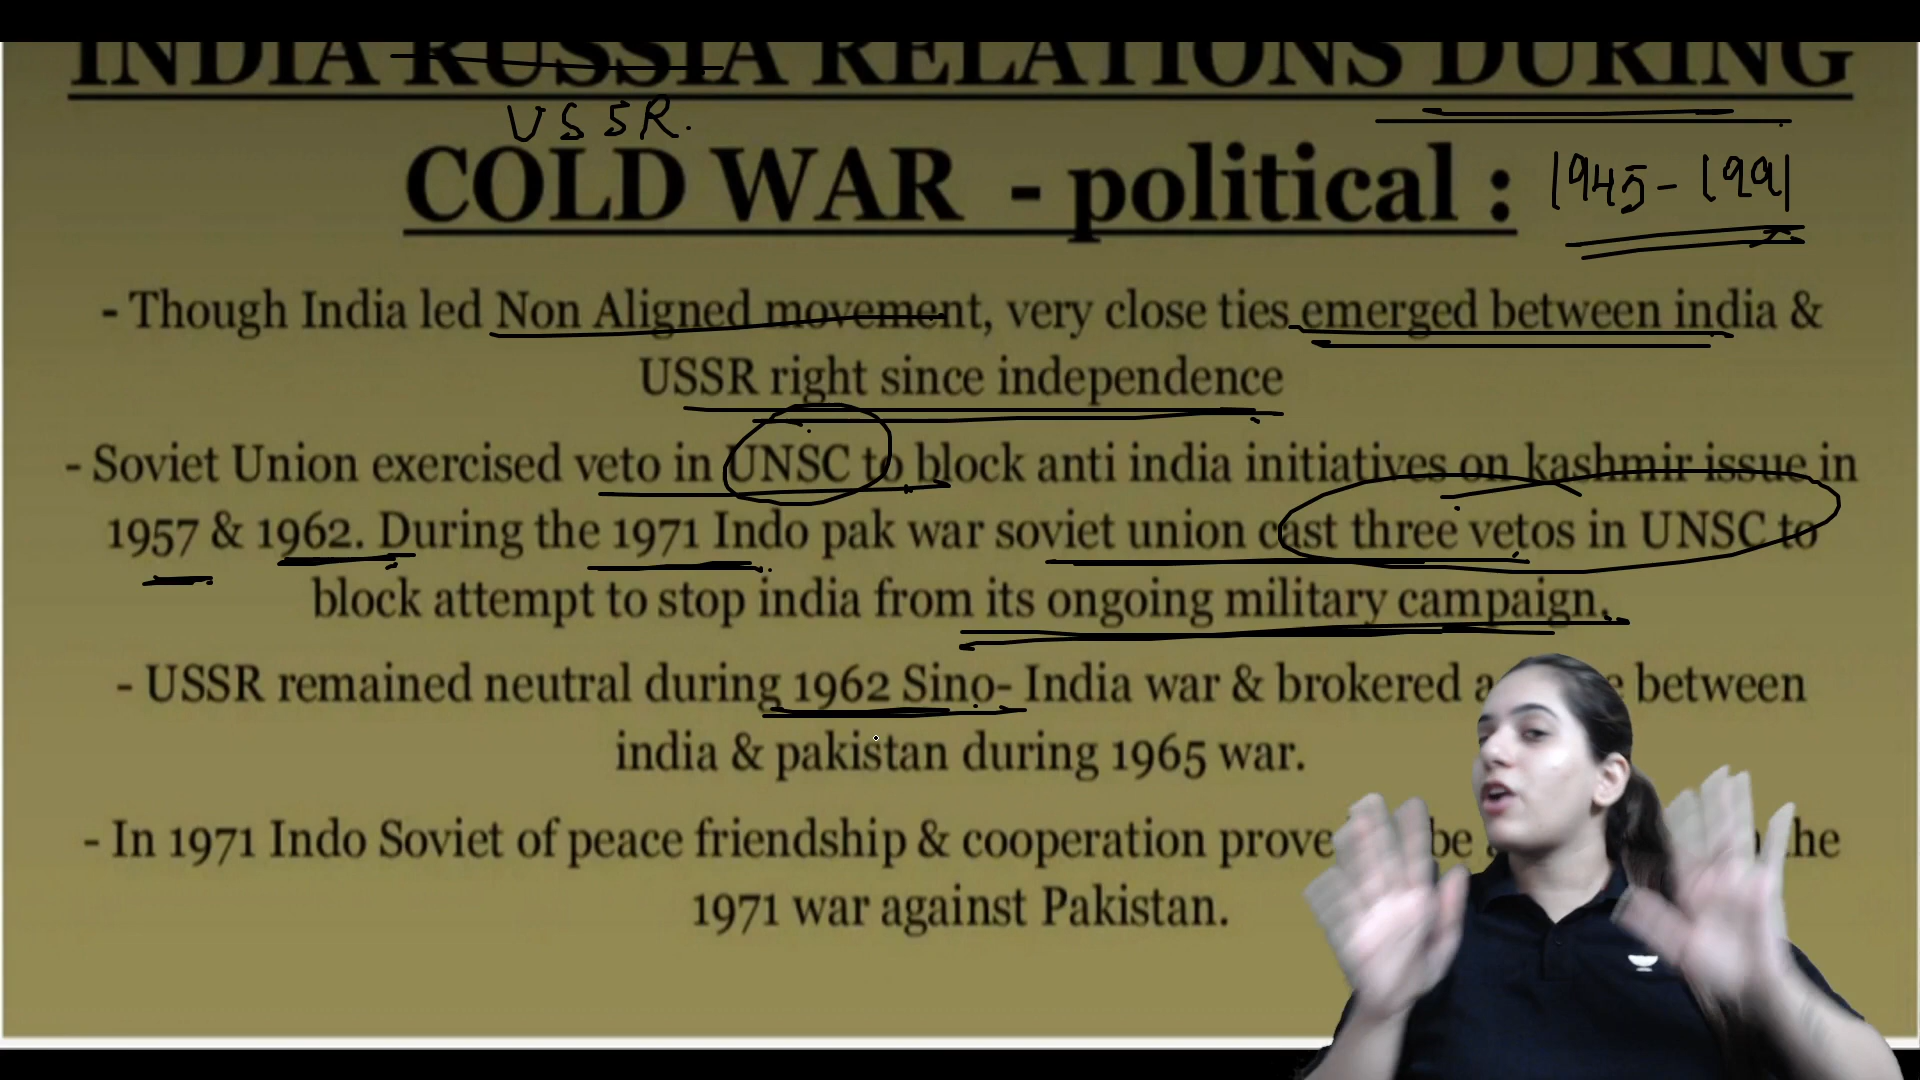 INDIA RUSSIA RELATIONS DURING
USSR.
COLD WAR - political :
1945-1991
- Though India led Non Aligned movement, very close ties emerged between india &
USSR right since independence
- Soviet Union exercised veto in UNSC to block anti india initiatives on kashmir issue in
1957 & 1962. During the 1971 Indo pak war soviet union cast three vetos in UNSC to
block attempt to stop india from its ongoing military campaign.
- USSR remained neutral during 1962 Sino- India war & brokered between
india & pakistan during 1965 war.
- In 1971 Indo Soviet of peace friendship & cooperation be the
1971 war against Pakistan.